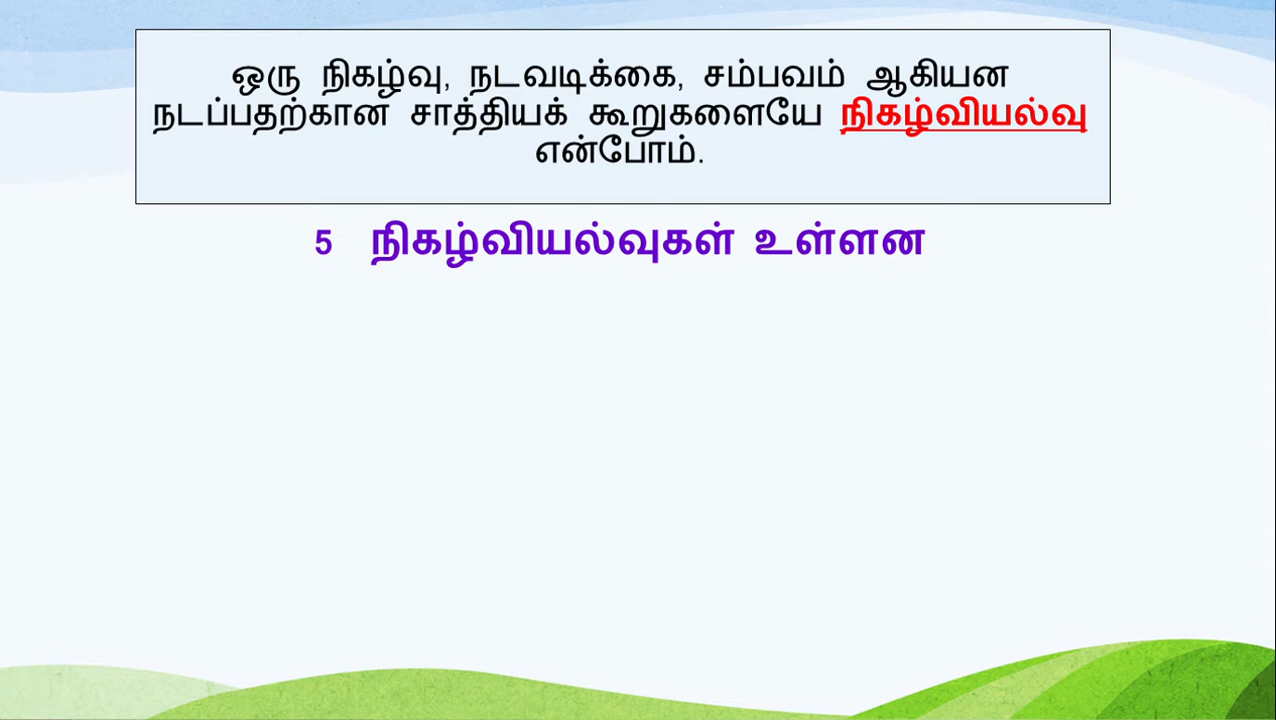 ஒரு நிகழ்வு, நடவடிக்கை, சம்பவம் ஆகியன
நடப்பதற்கான சாத்தியக் கூறுகளையே நிகழ்வியல்வு
என்போம்.
5 நிகழ்வியல்வுகள் உள்ளன